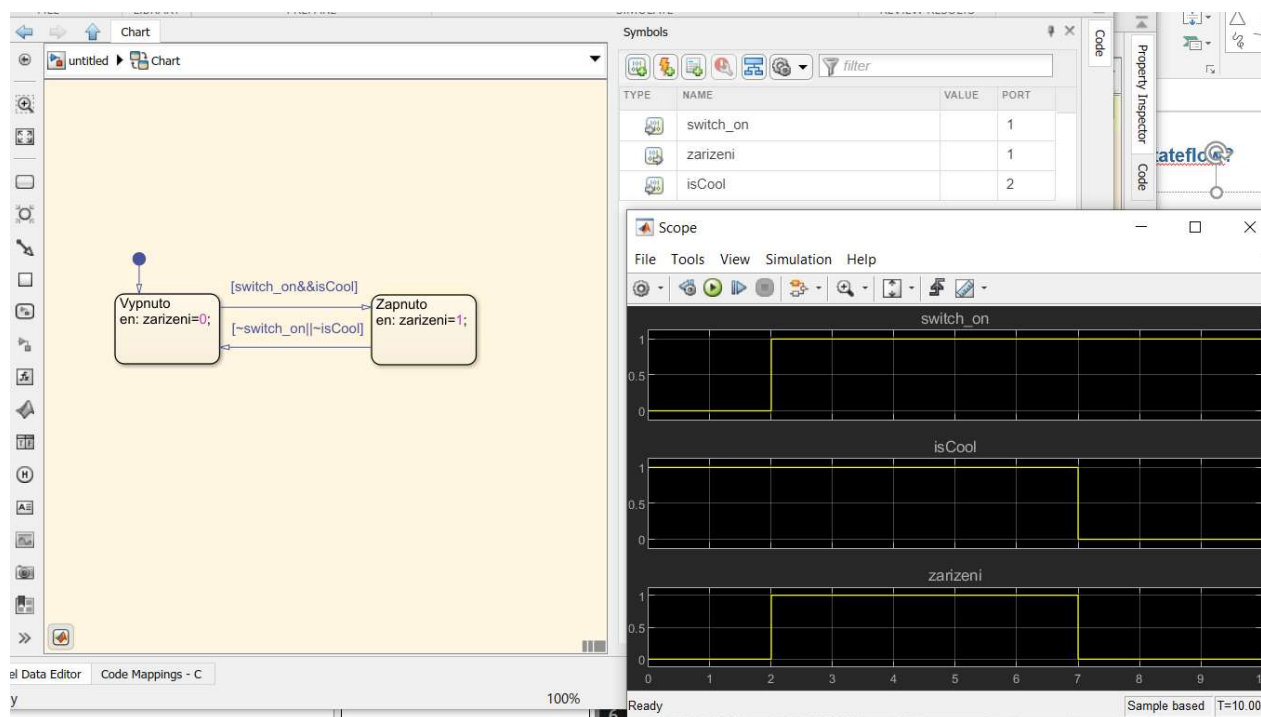 Chart
Symbols
untitled
Chart
filter
TYPE NAME VALUE PORT
switch_on 1
zarizeni 1
isCool 2
Code
Property Inspector
Code
[switch_on&&isCool]
Vypnuto
en: zarizeni=0;
Zapnuto
en: zarizeni=1;
[~switch_on||~isCool]
Scope
File Tools View Simulation Help
switch_on
1
0.5
0
isCool
1
0.5
0
zarizeni
1
0.5
0
0 1 2 3 4 5 6 7 8 9 1
Data Editor Code Mappings - C
100%
Ready
Sample based T=10.00